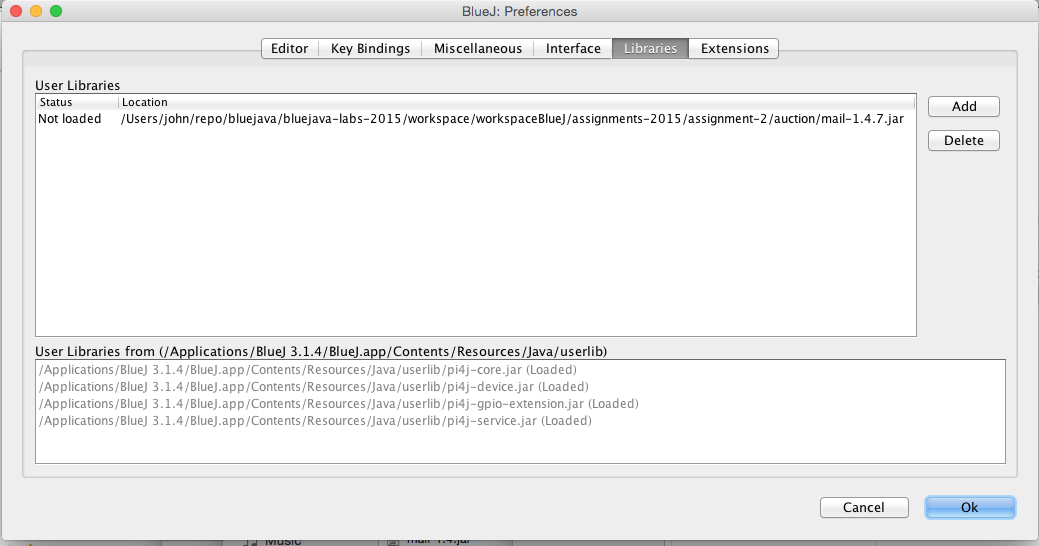 BlueJ: Preferences
Editor Key Bindings Miscellaneous Interface Libraries Extensions
User Libraries
Status Location
Not loaded /Users/john/repo/bluejava/bluejava-labs-2015/workspace/workspaceBlueJ/assignments-2015/assignment-2/auction/mail-1.4.7.jar
Add
Delete
User Libraries from (/Applications/BlueJ 3.1.4/BlueJ.app/Contents/Resources/Java/userlib)
/Applications/BlueJ 3.1.4/BlueJ.app/Contents/Resources/Java/userlib/pi4j-core.jar (Loaded)
/Applications/BlueJ 3.1.4/BlueJ.app/Contents/Resources/Java/userlib/pi4j-device.jar (Loaded)
/Applications/BlueJ 3.1.4/BlueJ.app/Contents/Resources/Java/userlib/pi4j-gpio-extension.jar (Loaded)
/Applications/BlueJ 3.1.4/BlueJ.app/Contents/Resources/Java/userlib/pi4j-service.jar (Loaded)
Cancel Ok
Music mail-1.4.jar